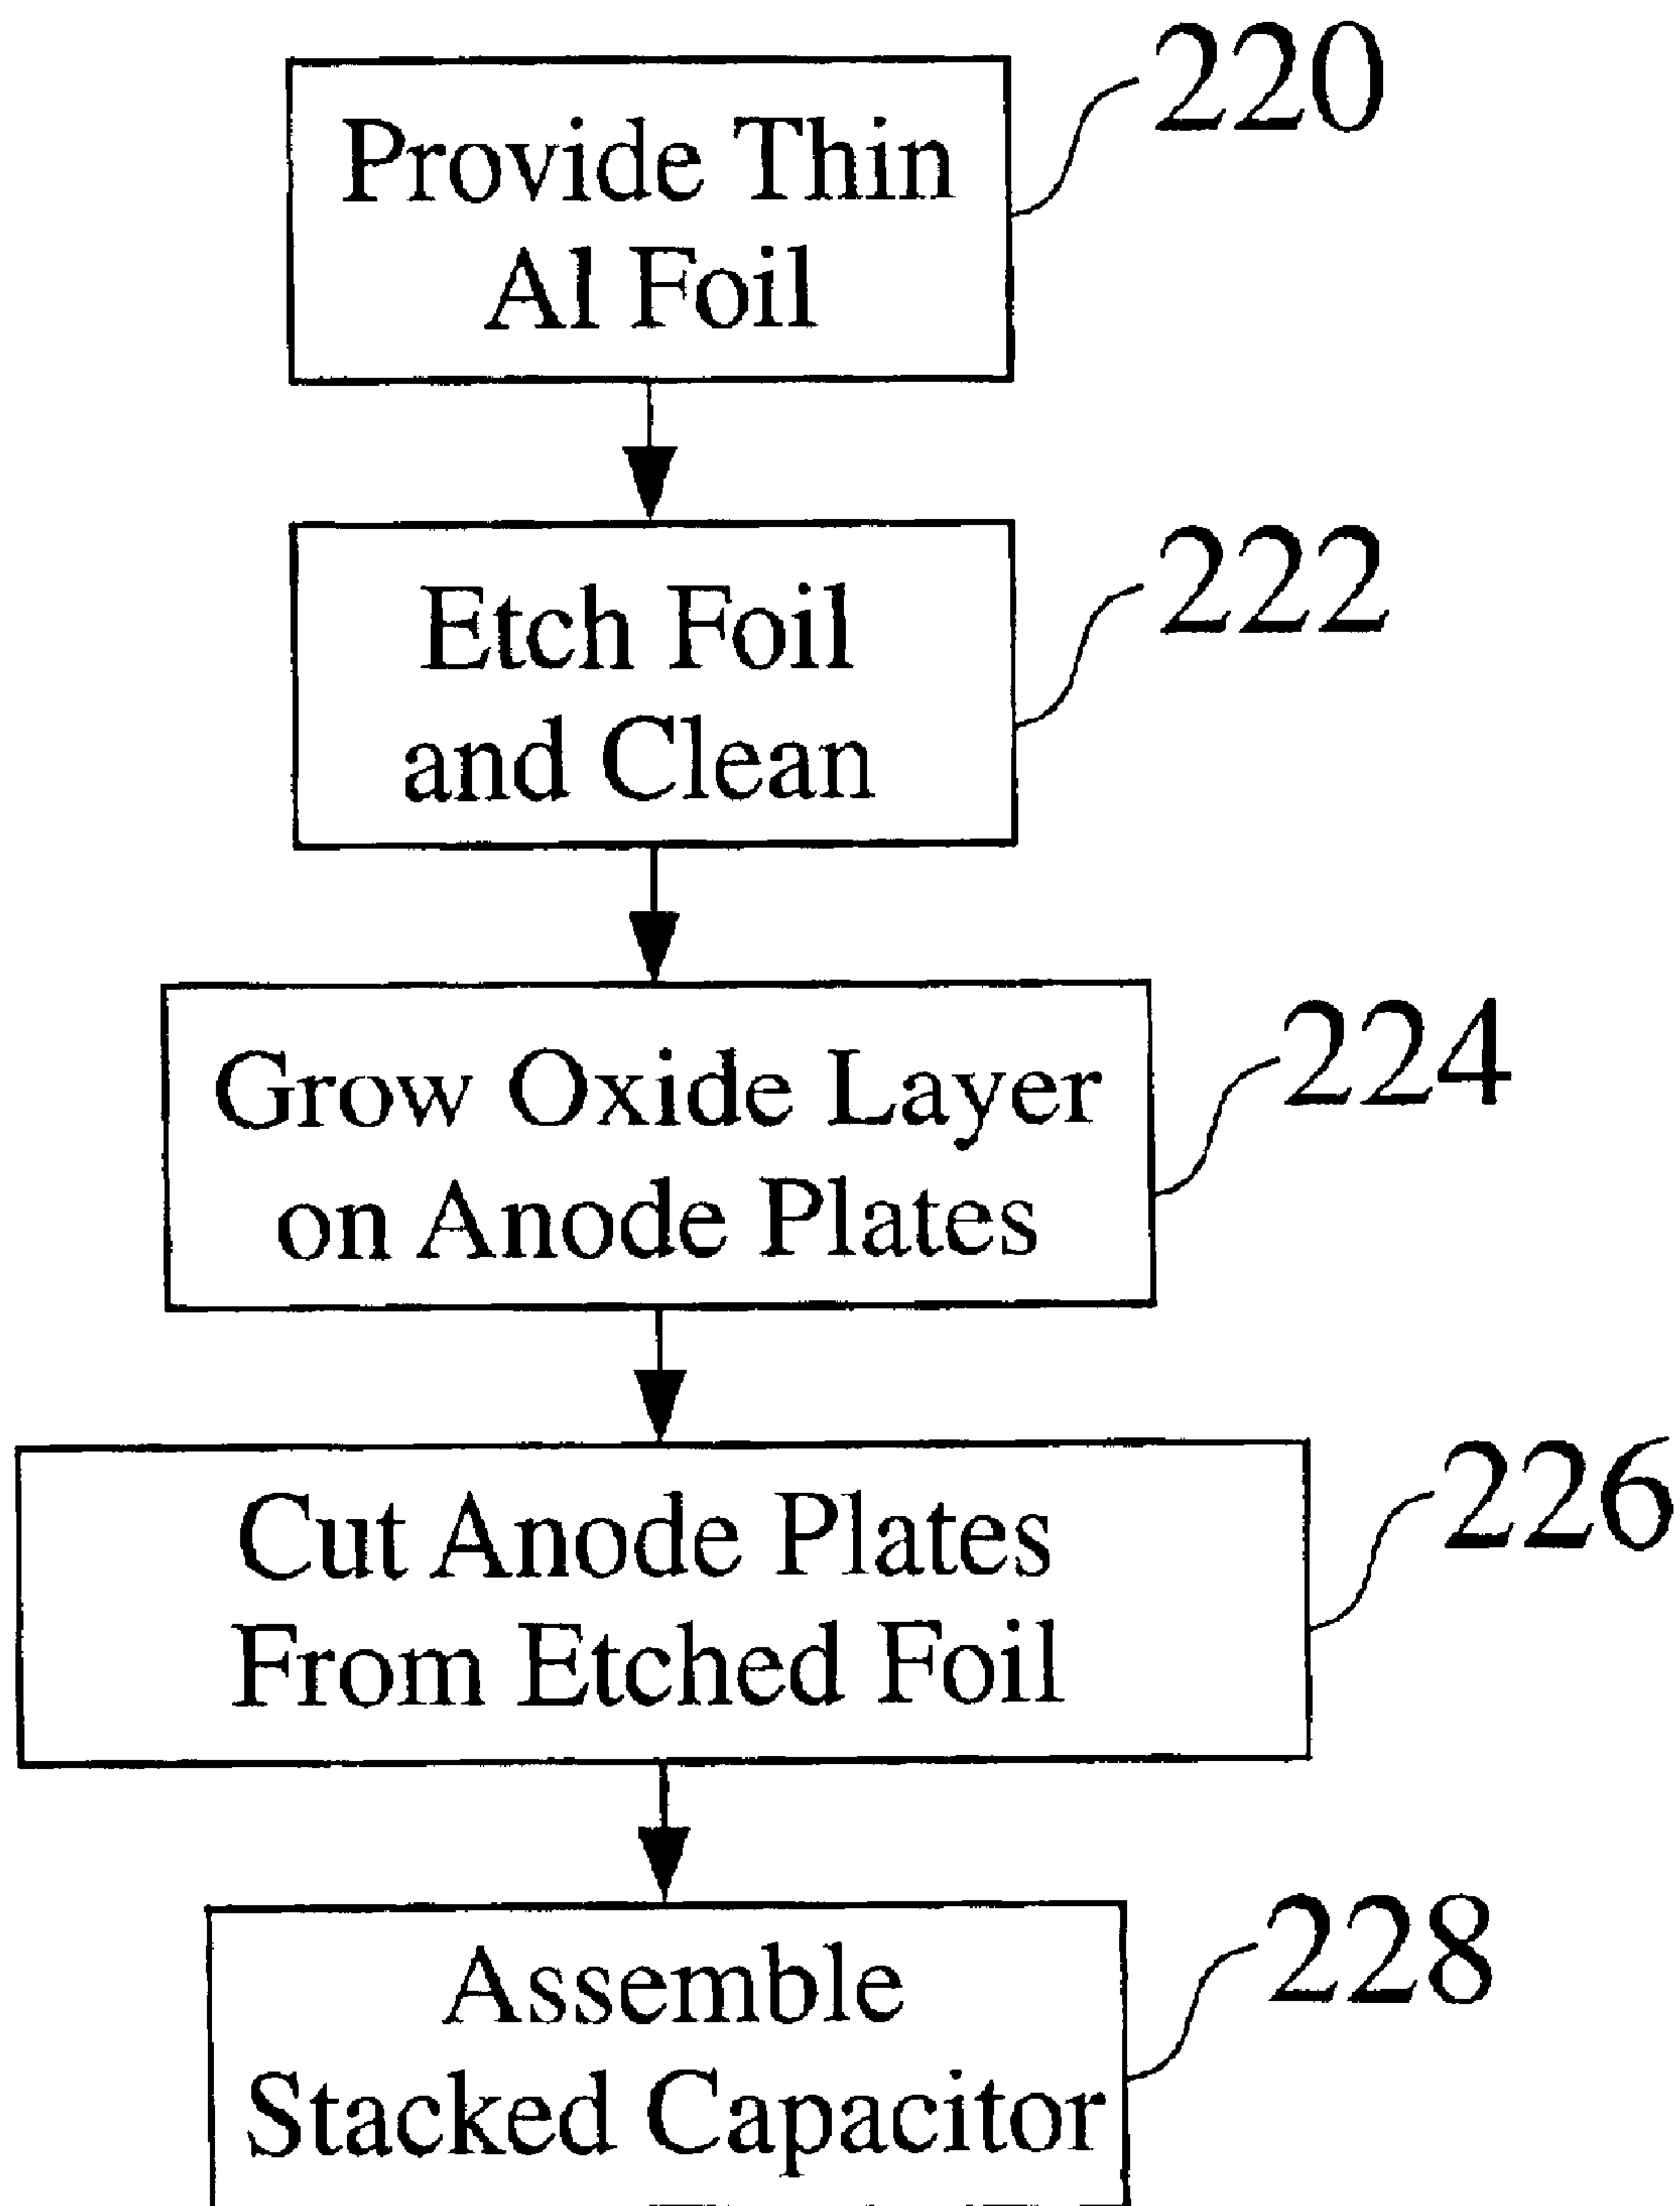 Provide Thin
Al Foil
220
Etch Foil
and Clean
222
Grow Oxide Layer
on Anode Plates
224
Cut Anode Plates
From Etched Foil
226
Assemble
Stacked Capacitor
228